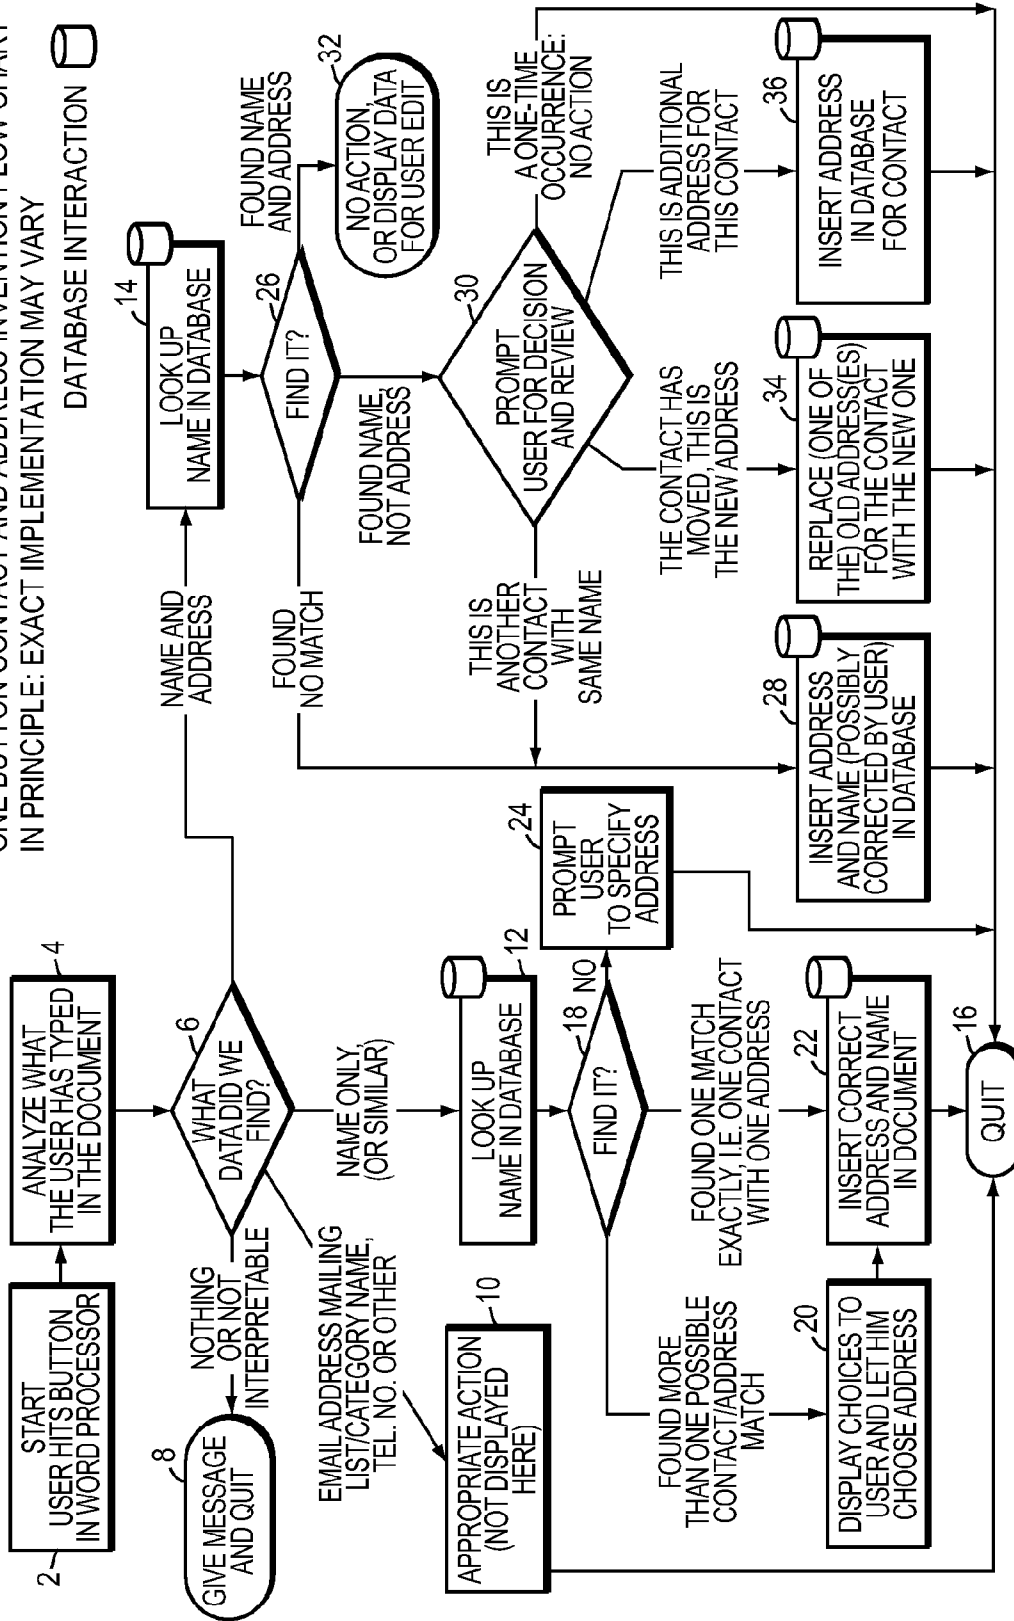 ONE BUTTON CONTACT AND ADDRESS INVENTION FLOW CHART
IN PRINCIPLE: EXACT IMPLEMENTATION MAY VARY
DATABASE INTERACTION
2
START
USER HITS BUTTON
IN WORD PROCESSOR
4
ANALYZE WHAT
THE USER HAS TYPED
IN THE DOCUMENT
6
WHAT
DATA DID WE
FIND?
NOTHING
OR NOT
INTERPRETABLE
8
GIVE MESSAGE
AND QUIT
EMAIL ADDRESS MAILING
LIST/CATEGORY NAME,
TEL. NO. OR OTHER
10
APPROPRIATE ACTION
(NOT DISPLAYED
HERE)
NAME ONLY,
(OR SIMILAR)
12
LOOK UP
NAME IN DATABASE
18
FIND IT?
NO
24
PROMPT
USER
TO SPECIFY
ADDRESS
FOUND MORE
THAN ONE POSSIBLE
CONTACT/ADDRESS
MATCH
20
DISPLAY CHOICES TO
USER AND LET HIM
CHOOSE ADDRESS
FOUND ONE MATCH
EXACTLY, I.E. ONE CONTACT
WITH ONE ADDRESS
22
INSERT CORRECT
ADDRESS AND NAME
IN DOCUMENT
16
QUIT
NAME AND
ADDRESS
14
LOOK UP
NAME IN DATABASE
26
FIND IT?
FOUND
NO MATCH
FOUND NAME,
NOT ADDRESS
FOUND NAME
AND ADDRESS
32
NO ACTION,
OR DISPLAY DATA
FOR USER EDIT
30
PROMPT
USER FOR DECISION
AND REVIEW
THIS IS
ANOTHER
CONTACT
WITH
SAME NAME
THE CONTACT HAS
MOVED, THIS IS
THE NEW ADDRESS
THIS IS ADDITIONAL
ADDRESS FOR
THIS CONTACT
THIS IS
A ONE-TIME
OCCURRENCE:
NO ACTION
28
INSERT ADDRESS
AND NAME (POSSIBLY
CORRECTED BY USER)
IN DATABASE
34
REPLACE (ONE OF
THE) OLD ADDRESS(ES)
FOR THE CONTACT
WITH THE NEW ONE
36
INSERT ADDRESS
IN DATABASE
FOR CONTACT